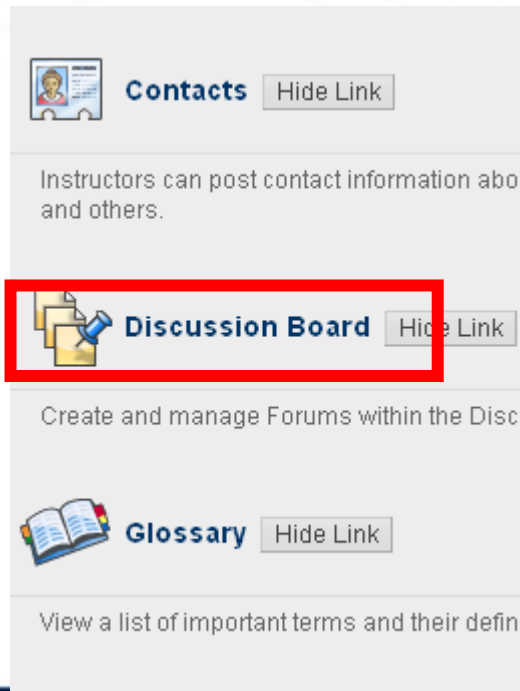 Contacts Hide Link
Instructors can post contact information abo
and others.
Discussion Board Hide Link
Create and manage Forums within the Disc
Glossary Hide Link
View a list of important terms and their defin